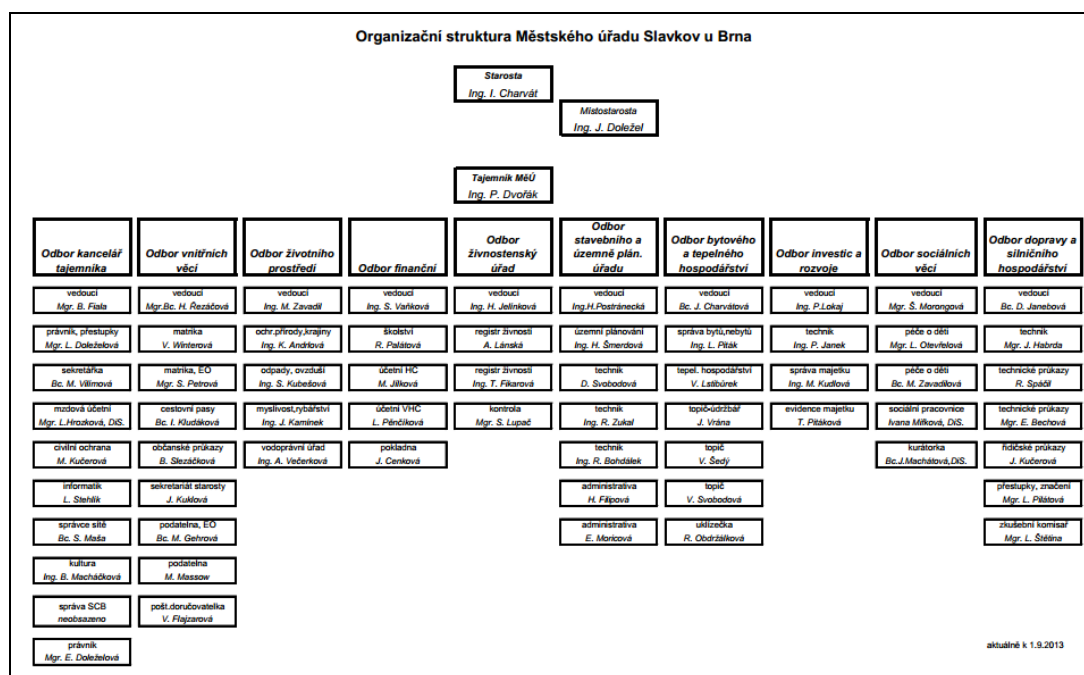 Organizační struktura Městského úřadu Slavkov u Brna
Starosta
Ing. I. Charvát
Místostarosta
Ing. J. Doležel
Tajemník MěÚ
Ing. P. Dvořák
Odbor kancelář
tajemníka
vedoucí
Mgr. B. Fiala
právník, přestupky
Mgr. L. Doleželová
sekretářka
Bc. M. Vilímová
mzdová účetní
Mgr. L.Hrozková, DiS.
civilní ochrana
M. Kučerová
informatik
L. Stehlík
správce sítě
Bc. S. Maša
kultura
Ing. B. Macháčková
správa SCB
neobsazeno
právník
Mgr. E. Doleželová
Odbor vnitřních
věcí
vedoucí
Mgr.Bc. H. Řezáčová
matrika
V. Winterová
matrika, EO
Mgr. S. Petrová
cestovní pasy
Bc. I. Kludáková
občanské průkazy
B. Slezáčková
sekretariát starosty
J. Kuklová
podatelna, EO
Bc. M. Gehrová
podatelna
M. Massow
pošt.doručovatelka
V. Flajzarová
Odbor životního
prostředí
vedoucí
Ing. M. Zavadil
ochr.přírody,krajiny
Ing. K. Andrlová
odpady, ovzduší
Ing. S. Kubešová
myslivost,rybářství
Ing. J. Kamínek
vodoprávní úřad
Ing. A. Večerková
Odbor finanční
vedoucí
Ing. S. Vaňková
školství
R. Palátová
účetní HC
M. Jílková
účetní VHC
L. Pěnčíková
pokladna
J. Cenková
Odbor
živnostenský
úřad
vedoucí
Ing. H. Jelínková
registr živností
A. Lánská
registr živností
Ing. T. Fikarová
kontrola
Mgr. S. Lupač
Odbor
stavebního a
územně plán.
úřadu
vedoucí
Ing.H.Postránecká
územní plánování
Ing. H. Šmerdová
technik
D. Svobodová
technik
Ing. R. Zukal
technik
Ing. R. Bohdálek
administrativa
H. Filipová
administrativa
E. Moricová
Odbor bytového
a tepelného
hospodářství
vedoucí
Bc. J. Charvátová
správa bytů,nebytů
Ing. L. Piták
tepel. hospodářství
V. Lstibůrek
topič-údržbář
J. Vrána
topič
V. Šedý
topič
V. Svobodová
uklízečka
R. Obdržálková
Odbor investic a
rozvoje
vedoucí
Ing. P.Lokaj
technik
Ing. P. Janek
správa majetku
Ing. M. Kudlová
evidence majetku
T. Pitáková
Odbor sociálních
věcí
vedoucí
Mgr. Š. Morongová
péče o děti
Mgr. L. Otevřelová
péče o děti
Bc. M. Zavadilová
sociální pracovnice
Ivana Mifková, DiS.
kurátorka
Bc.J.Machátová,DiS.
Odbor dopravy a
silničního
hospodářství
vedoucí
Bc. D. Janebová
technik
Mgr. J. Habrda
technické průkazy
R. Spáčil
technické průkazy
Mgr. E. Bechová
řidičské průkazy
J. Kučerová
přestupky, značení
Mgr. L. Pilátová
zkušební komisař
Mgr. L. Štětina
aktuálně k 1.9.2013